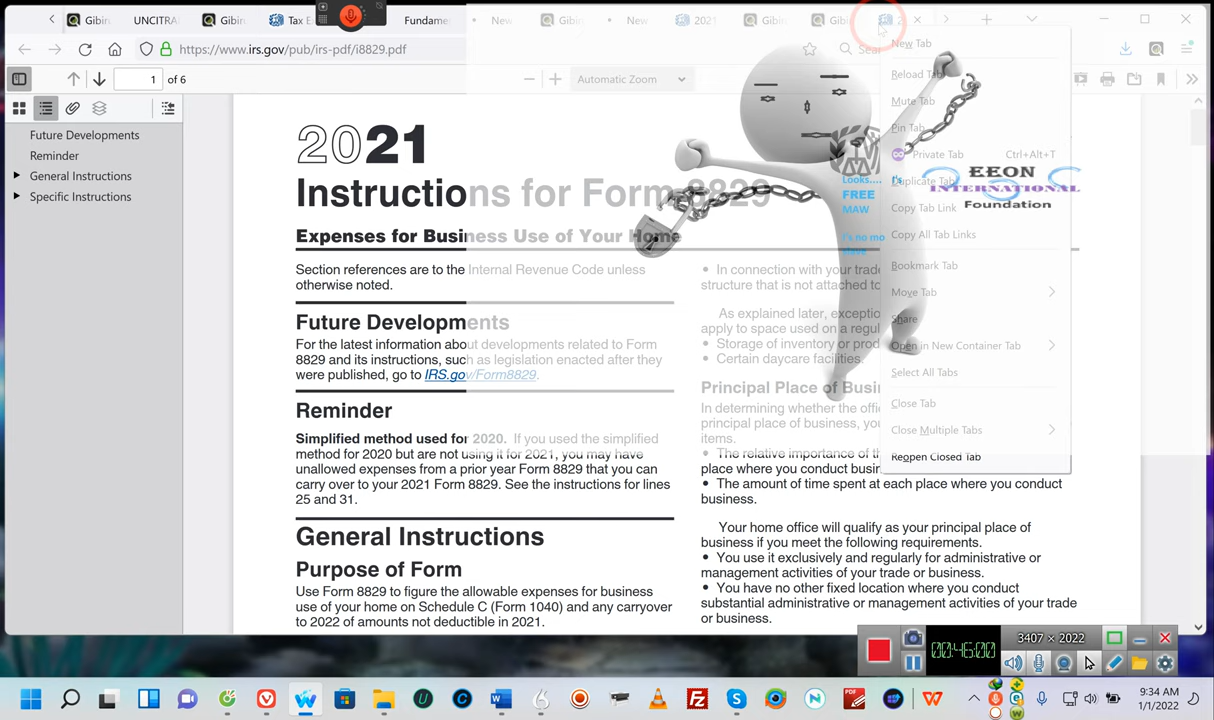 Gibiri
UNCITRA
Gibiri
Tax E
Fundame
New
Gibin
New
2021
Gibin
Gibi
https://www.irs.gov/pub/irs-pdf/i8829.pdf
Sear
1 of 6
Automatic Zoom
Future Developments
Reminder
General Instructions
Specific Instructions
2021
Instructions for Form 8829
Expenses for Business Use of Your Home
Section references are to the Internal Revenue Code unless
otherwise noted.
Future Developments
For the latest information about developments related to Form
8829 and its instructions, such as legislation enacted after they
were published, go to IRS.gov/Form8829.
Reminder
Simplified method used for 2020. If you used the simplified
method for 2020 but are not using it for 2021, you may have
unallowed expenses from a prior year Form 8829 that you can
carry over to your 2021 Form 8829. See the instructions for lines
25 and 31.
General Instructions
Purpose of Form
Use Form 8829 to figure the allowable expenses for business
use of your home on Schedule C (Form 1040) and any carryover
to 2022 of amounts not deductible in 2021.
• In connection with your trade
structure that is not attached to
As explained later, exception
apply to space used on a regul
• Storage of inventory or prod
• Certain daycare facilities.
Principal Place of Busi
In determining whether the offic
principal place of business, you
items.
• The relative importance of th
place where you conduct busin
• The amount of time spent at each place where you conduct
business.
Your home office will qualify as your principal place of
business if you meet the following requirements.
• You use it exclusively and regularly for administrative or
management activities of your trade or business.
• You have no other fixed location where you conduct
substantial administrative or management activities of your trade
or business.
Looks....
FREE
MAW
I's no mo
slave
EEON
INTERNATIONAL
Foundation
New Tab
Reload Tab
Mute Tab
Pin Tab
Private Tab Ctrl+Alt+T
Duplicate Tab
Copy Tab Link
Copy All Tab Links
Bookmark Tab
Move Tab
Share
Open in New Container Tab
Select All Tabs
Close Tab
Close Multiple Tabs
Reopen Closed Tab
00:46:00
3407 × 2022
PDF
9:34 AM
1/1/2022